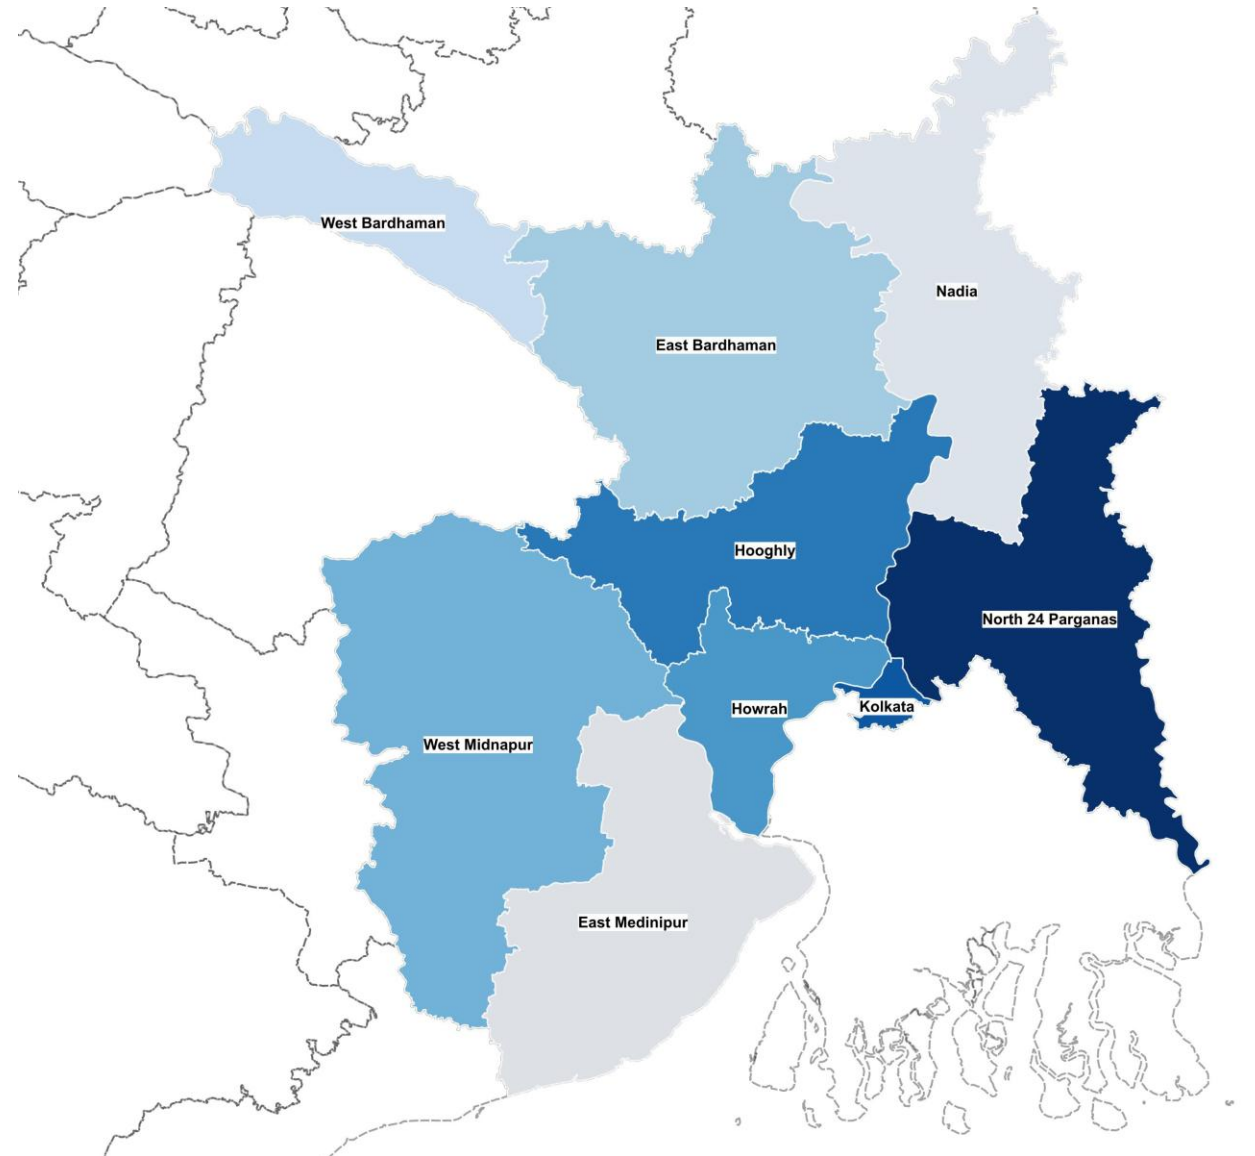 West Bardhaman
Nadia
East Bardhaman
Hooghly
North 24 Parganas
Howrah
Kolkata
West Midnapur
East Medinipur